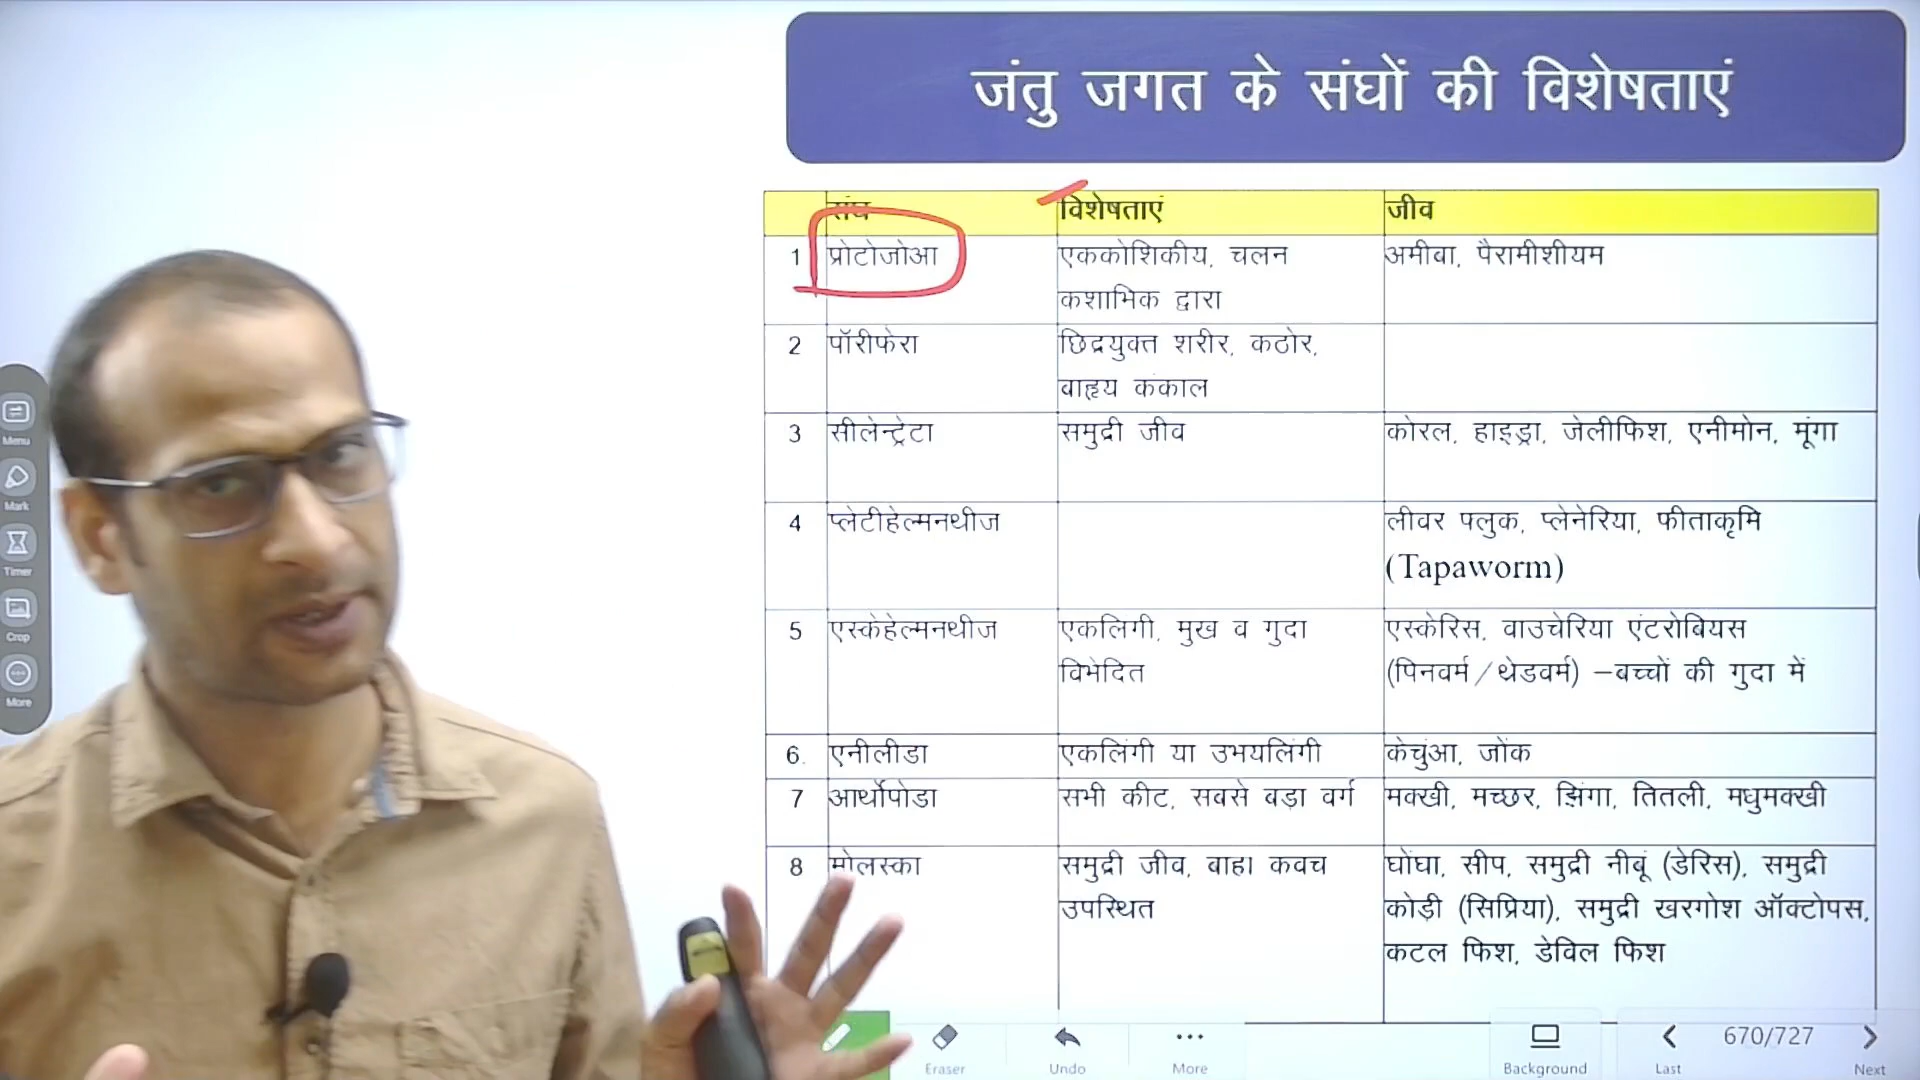 जंतु जगत के संघों की विशेषताएं
संघ विशेषताएं जीव
1 प्रोटोजोआ एककोशिकीय, चलन कशाभिक द्वारा अमीबा, पैरामीशीयम
2 पॉरीफेरा छिद्रयुक्त शरीर, कठोर, वाह्रय कंकाल
3 सीलेन्ट्रेटा समुद्री जीव कोरल, हाइड्रा, जेलीफिश, एनीमोन, मूंगा
4 प्लेटीहेल्मनथीज लीवर फ्लुक, प्लेनेरिया, फीताकृमि (Tapaworm)
5 एस्केहेल्मनथीज एकलिगी, मुख व गुदा विभेदित एस्केरिस, वाउचेरिया एंटरोबियस (पिनवर्म/थ्रेडवर्म) –बच्चों की गुदा में
6. एनीलीडा एकलिंगी या उभयलिंगी केचुंआ, जोंक
7 आर्थोपोडा सभी कीट, सबसे बड़ा वर्ग मक्खी, मच्छर, झिंगा, तितली, मधुमक्खी
8 मोलस्का समुद्री जीव, बाहा कवच उपस्थित घोंघा, सीप, समुद्री नीबूं (डेरिस), समुद्री कोड़ी (सिप्रिया), समुद्री खरगोश ऑक्टोपस, कटल फिश, डेविल फिश
Menu
Mark
Timer
Crop
More
Eraser Undo More Background Last 670/727 Next